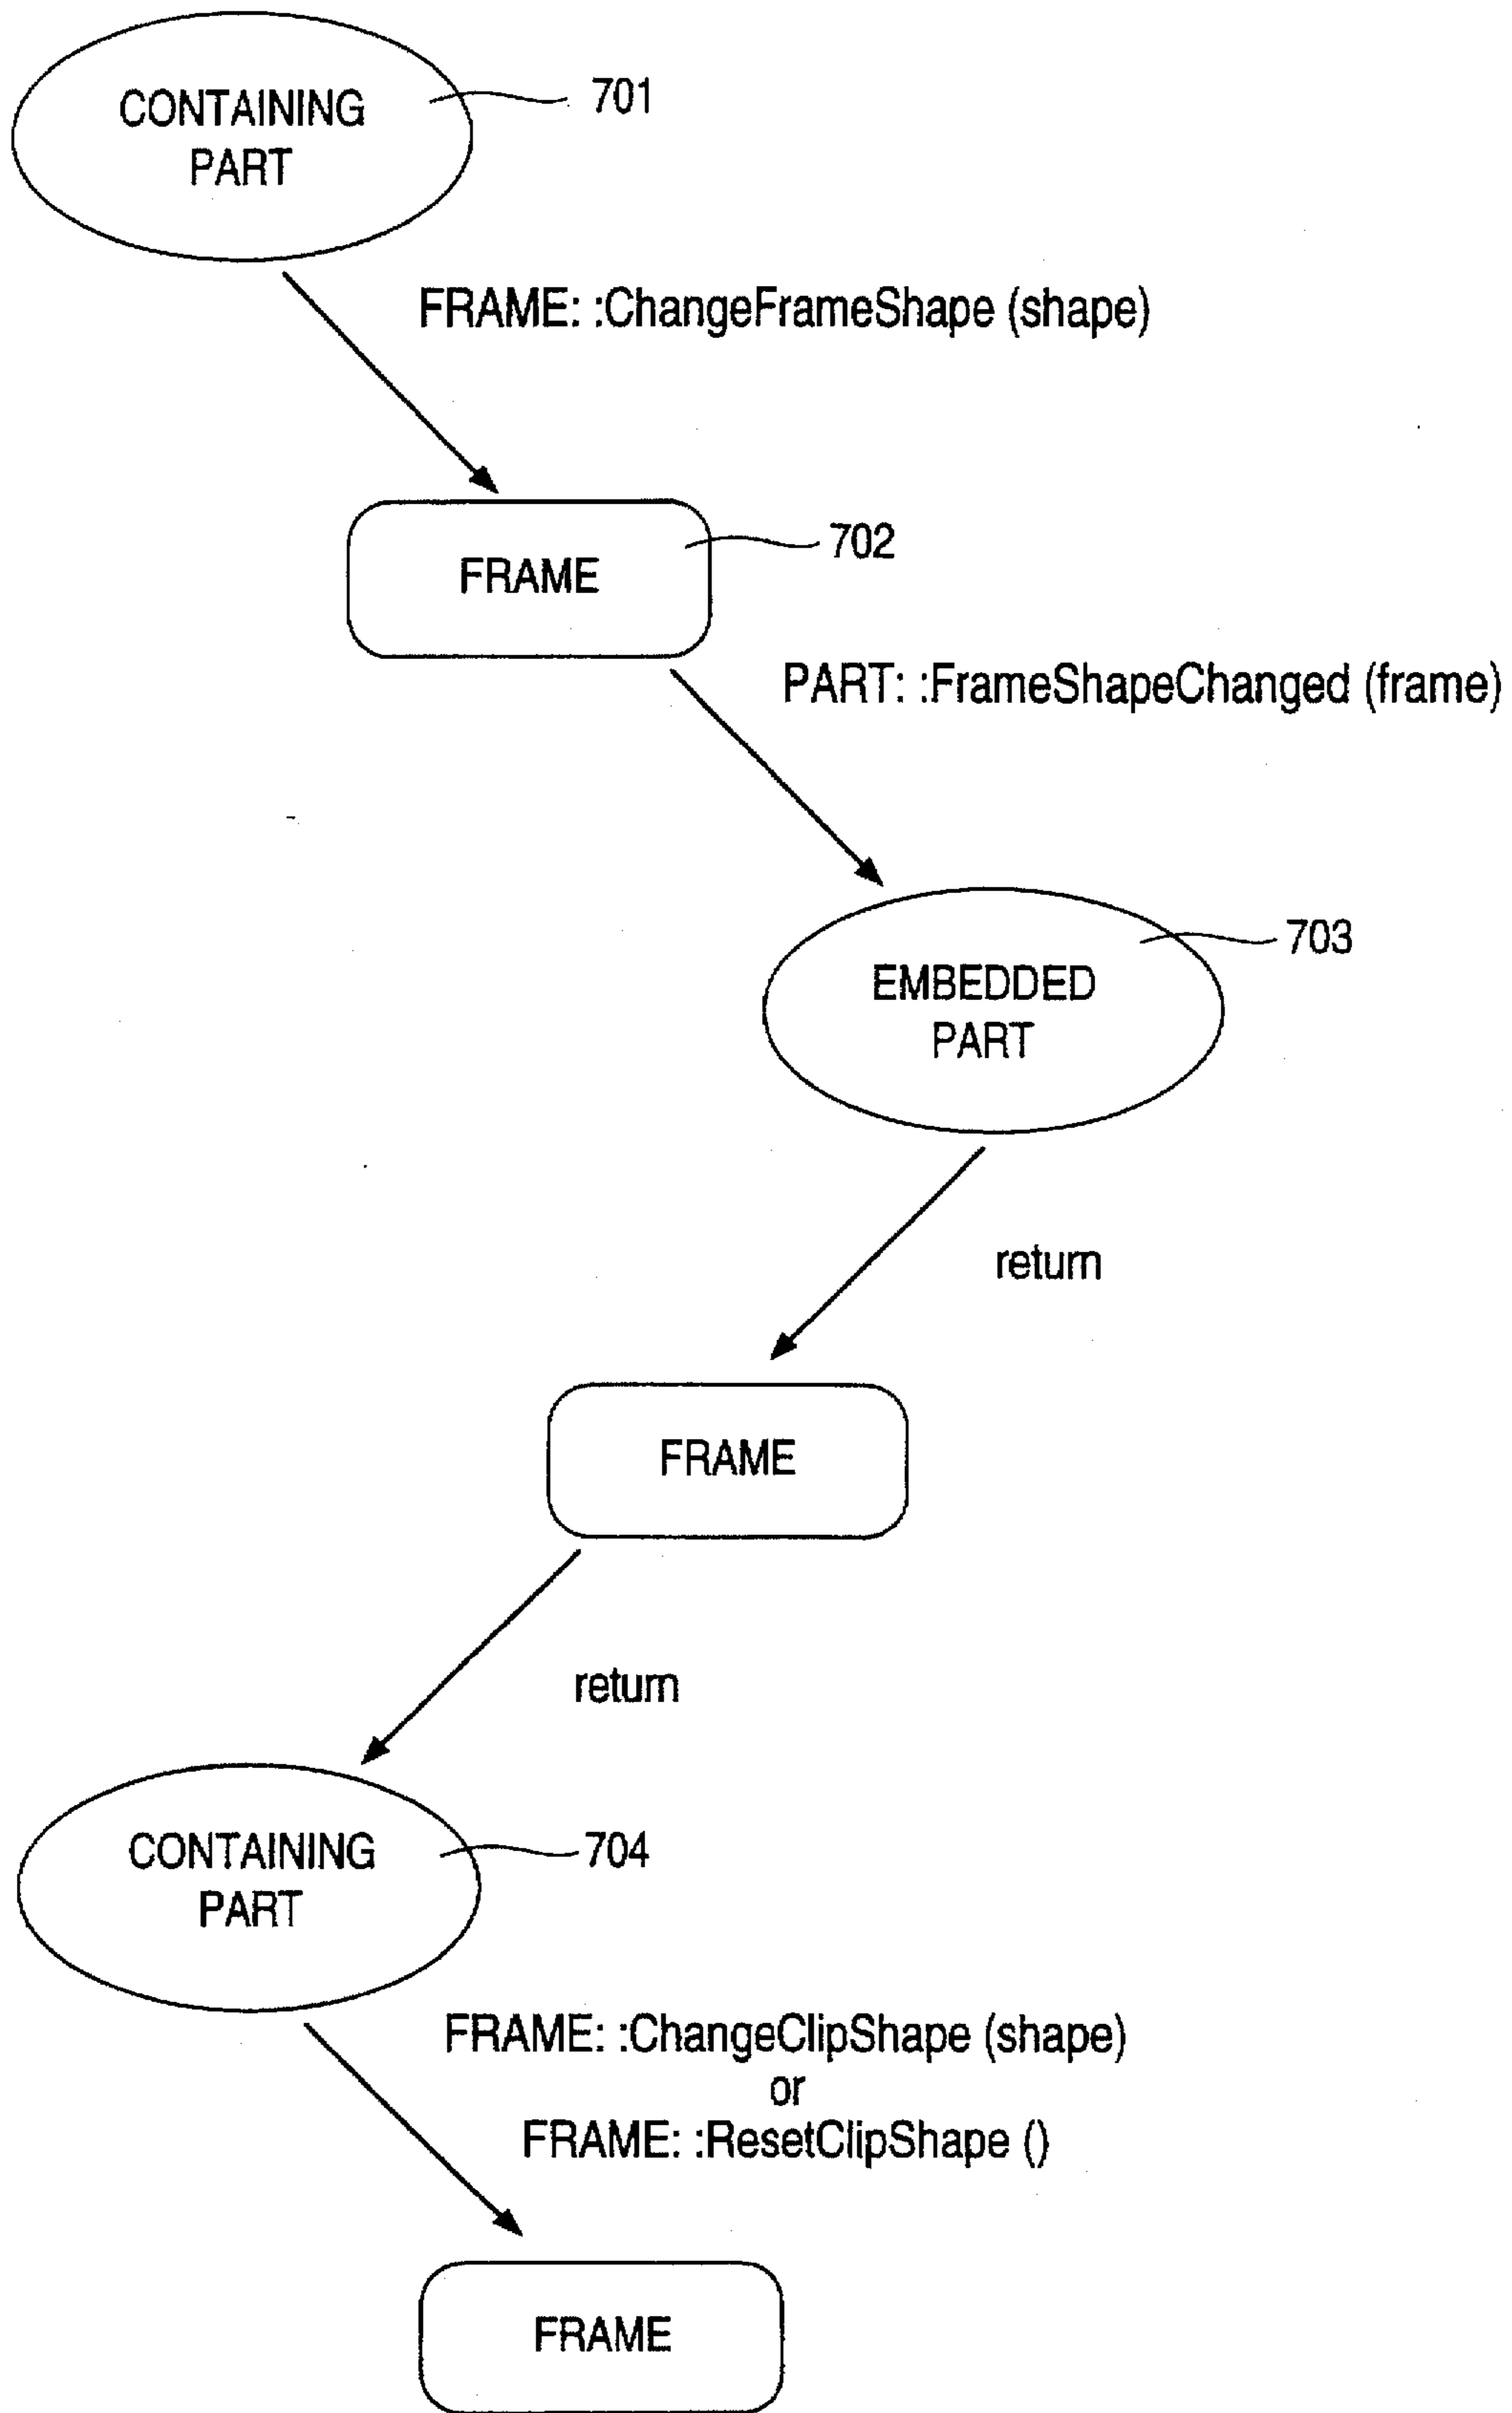 CONTAINING
PART
701
FRAME: :ChangeFrameShape (shape)
FRAME
702
PART: :FrameShapeChanged (frame)
703
EMBEDDED
PART
return
FRAME
return
CONTAINING
PART
704
FRAME: :ChangeClipShape (shape)
or
FRAME: :ResetClipShape ()
FRAME